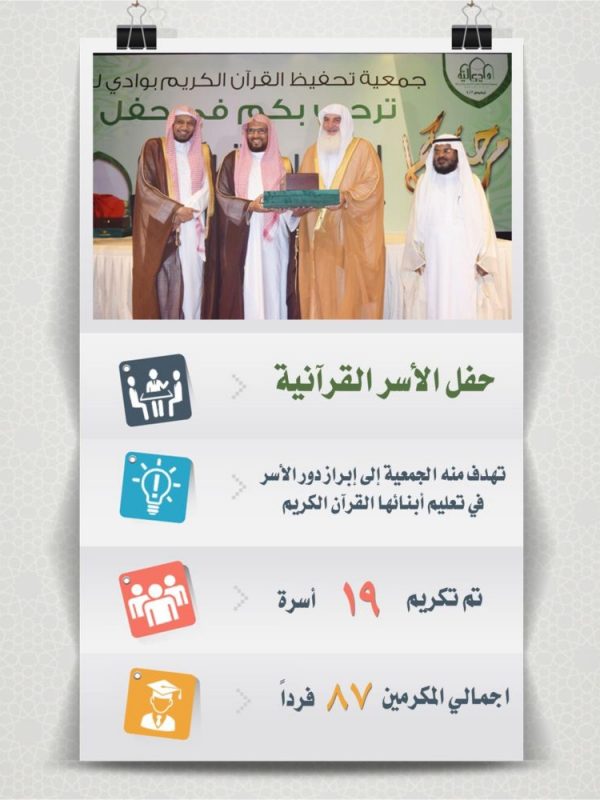 جمعية تحفيظ القرآن الكريم بوادي
ترحب بكم في حفل
حفل الأسر القرآنية
تهدف منه الجمعية إلى إبراز دور الأسر
في تعليم أبنائها القرآن الكريم
تم تكريم ١٩ أسرة
اجمالي المكرمين ٨٧ فرداً